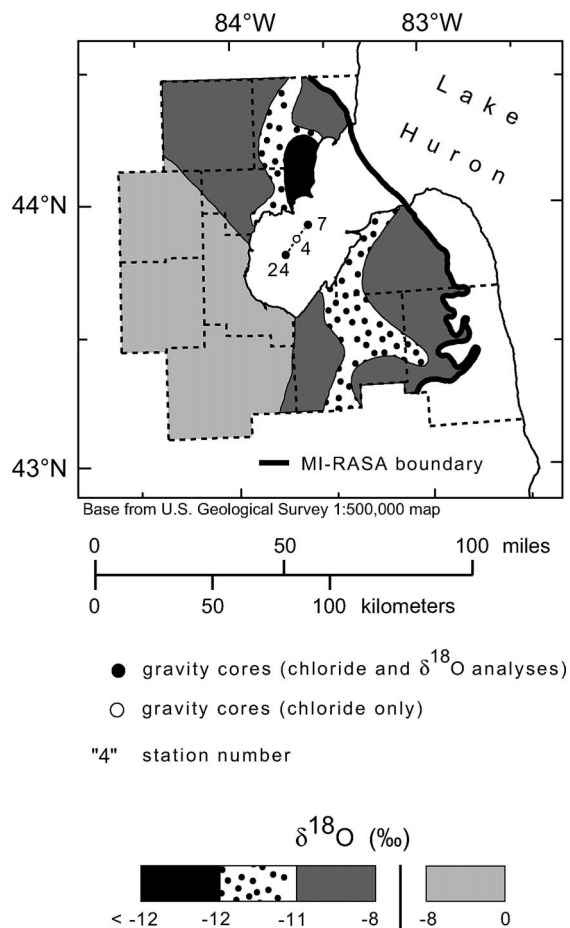 84°W 83°W
Lake
Huron
44°N
7
4
24
43°N
MI-RASA boundary
Base from U.S. Geological Survey 1:500,000 map
0 50 100 miles
0 50 100 kilometers
gravity cores (chloride and δ18O analyses)
gravity cores (chloride only)
"4" station number
δ18O (‰)
< -12 -12 -11 -8 -8 0